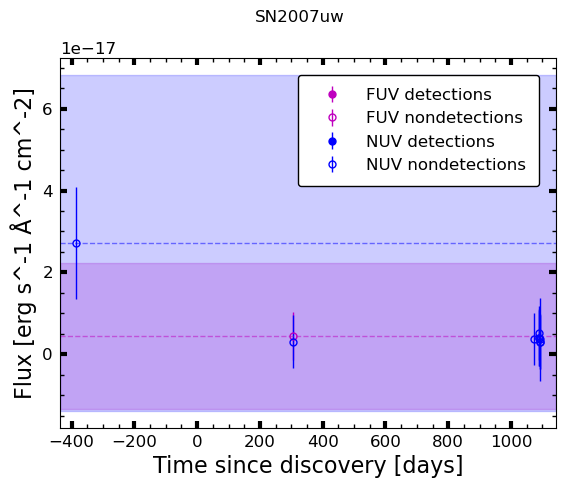 SN2007uw
1e−17
FUV detections
FUV nondetections
NUV detections
NUV nondetections
6
4
2
0
Flux [erg s^-1 Å^-1 cm^-2]
−400 −200 0 200 400 600 800 1000
Time since discovery [days]